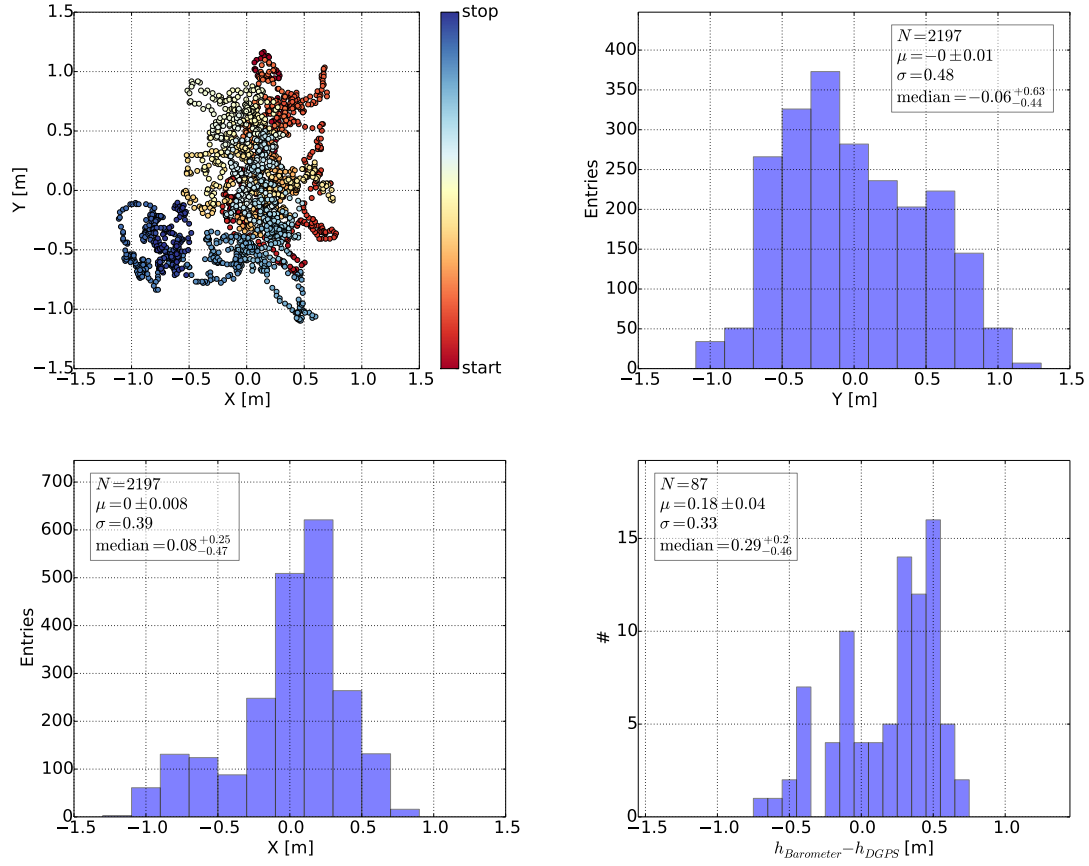 1.5
1.0
0.5
0.0
−0.5
−1.0
−1.5
Y [m]
−1.5 −1.0 −0.5 0.0 0.5 1.0 1.5
X [m]
stop
start
400
350
300
250
200
150
100
50
0
Entries
N = 2197
μ = −0 ± 0.01
σ = 0.48
median = −0.06 +0.63 −0.44
−1.5 −1.0 −0.5 0.0 0.5 1.0 1.5
Y [m]
700
600
500
400
300
200
100
0
Entries
N = 2197
μ = 0 ± 0.008
σ = 0.39
median = 0.08 +0.25 −0.47
−1.5 −1.0 −0.5 0.0 0.5 1.0 1.5
X [m]
15
10
5
0
#
N = 87
μ = 0.18 ± 0.04
σ = 0.33
median = 0.29 +0.2 −0.46
−1.5 −1.0 −0.5 0.0 0.5 1.0
h_Barometer − h_DGPS [m]